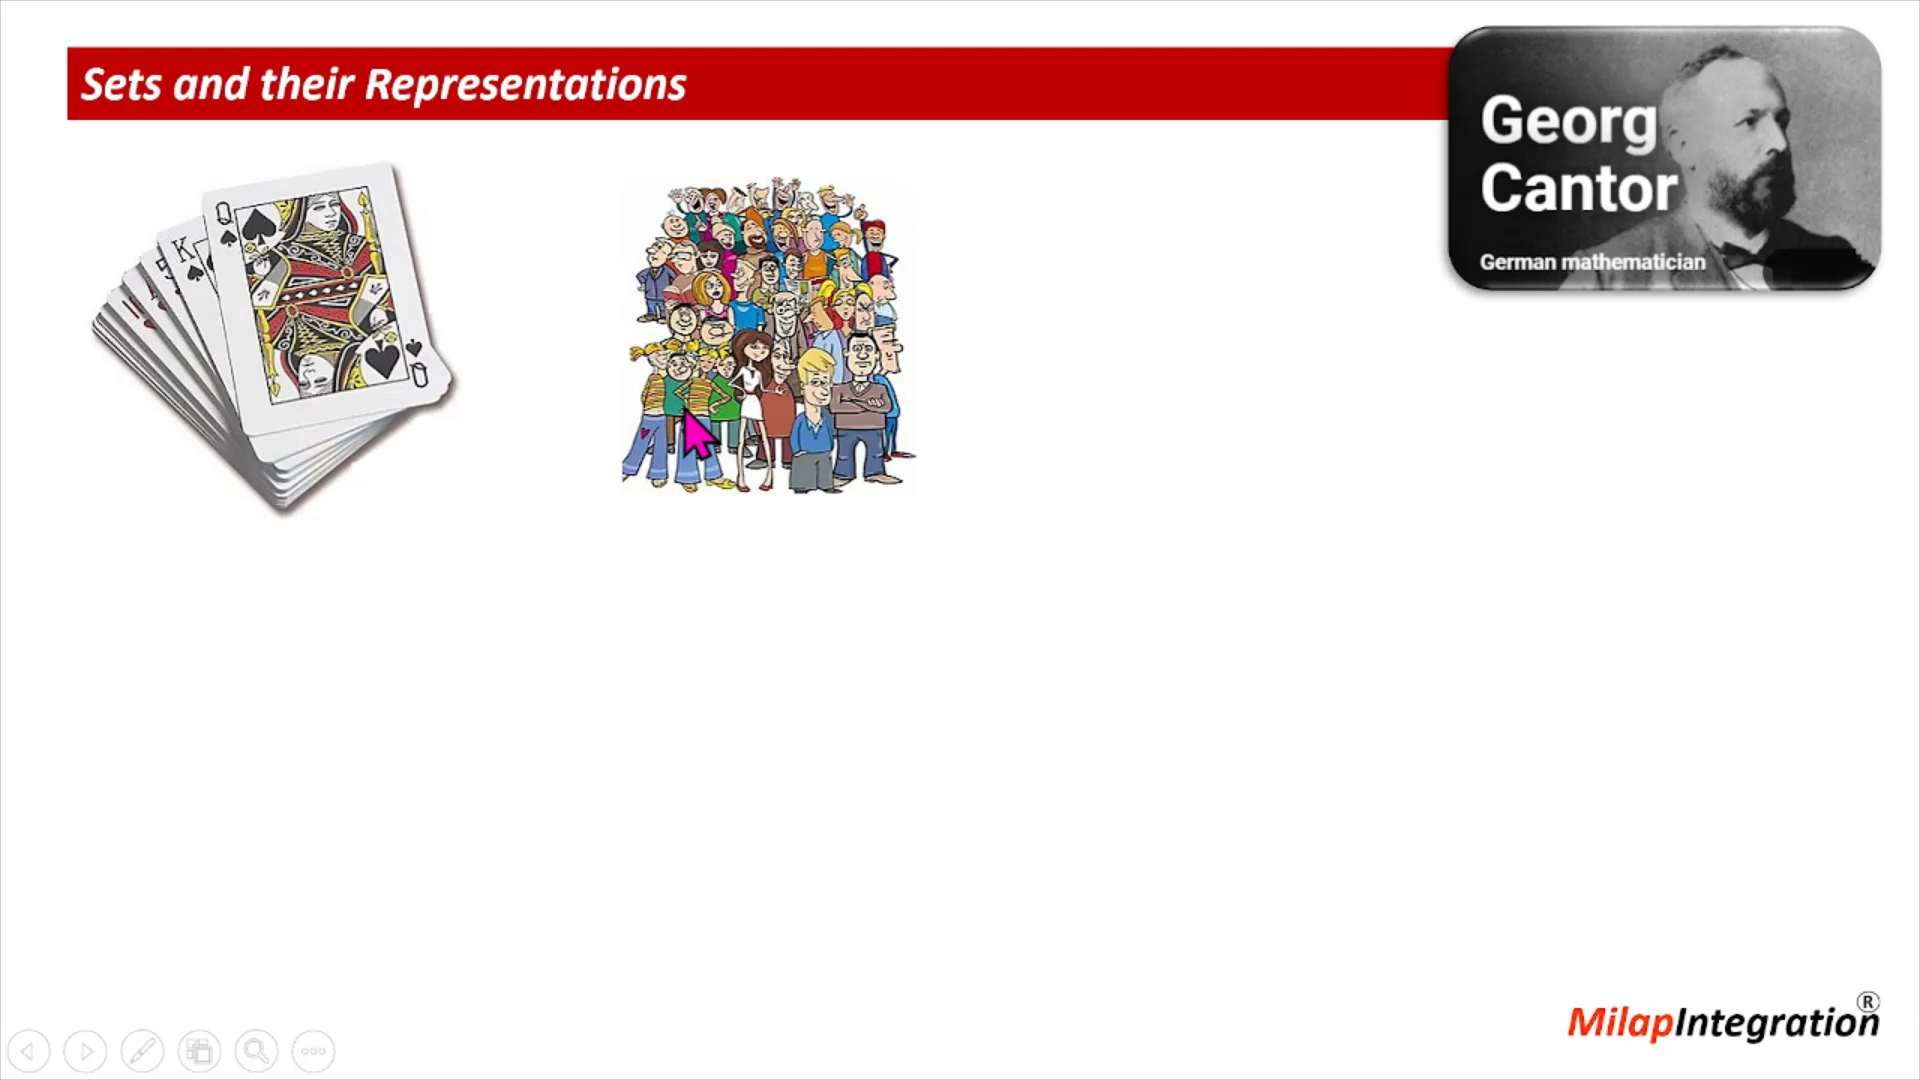 Sets and their Representations
Georg
Cantor
German mathematician
Q
K
Q
MilapIntegration®